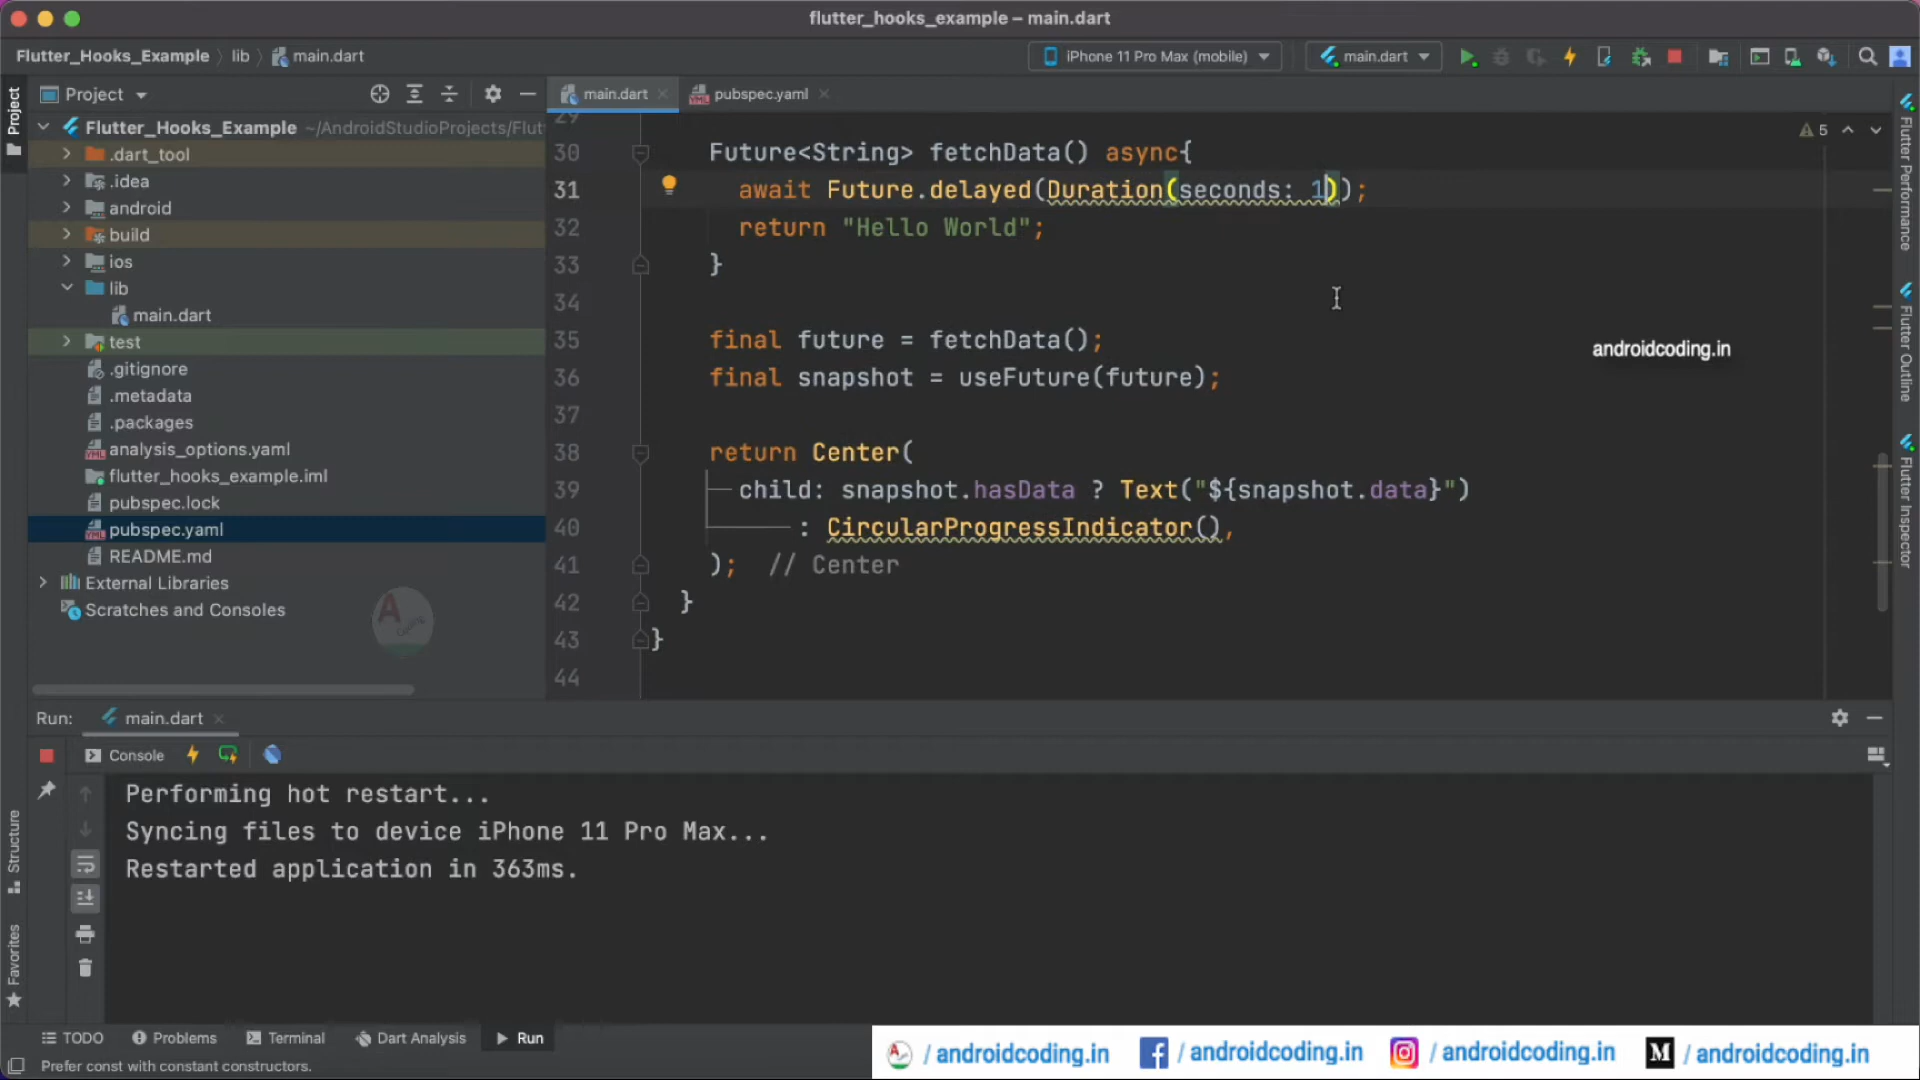 flutter_hooks_example – main.dart
Flutter_Hooks_Example lib main.dart
iPhone 11 Pro Max (mobile) main.dart
Project
Project
main.dart pubspec.yaml
Flutter_Hooks_Example ~/AndroidStudioProjects/Flut
.dart_tool
.idea
android
build
ios
lib
main.dart
test
.gitignore
.metadata
.packages
analysis_options.yaml
flutter_hooks_example.iml
pubspec.lock
pubspec.yaml
README.md
External Libraries
Scratches and Consoles
29
30 Future<String> fetchData() async{
31 await Future.delayed(Duration(seconds: 1));
32 return "Hello World";
33 }
34
35 final future = fetchData();
36 final snapshot = useFuture(future);
37
38 return Center(
39 child: snapshot.hasData ? Text("${snapshot.data}")
40 : CircularProgressIndicator(),
41 ); // Center
42 }
43 }
44
5
androidcoding.in
Flutter Performance
Flutter Outline
Flutter Inspector
Run: main.dart
Console
Performing hot restart...
Syncing files to device iPhone 11 Pro Max...
Restarted application in 363ms.
Structure
Favorites
TODO Problems Terminal Dart Analysis Run
Prefer const with constant constructors.
/ androidcoding.in / androidcoding.in / androidcoding.in M / androidcoding.in